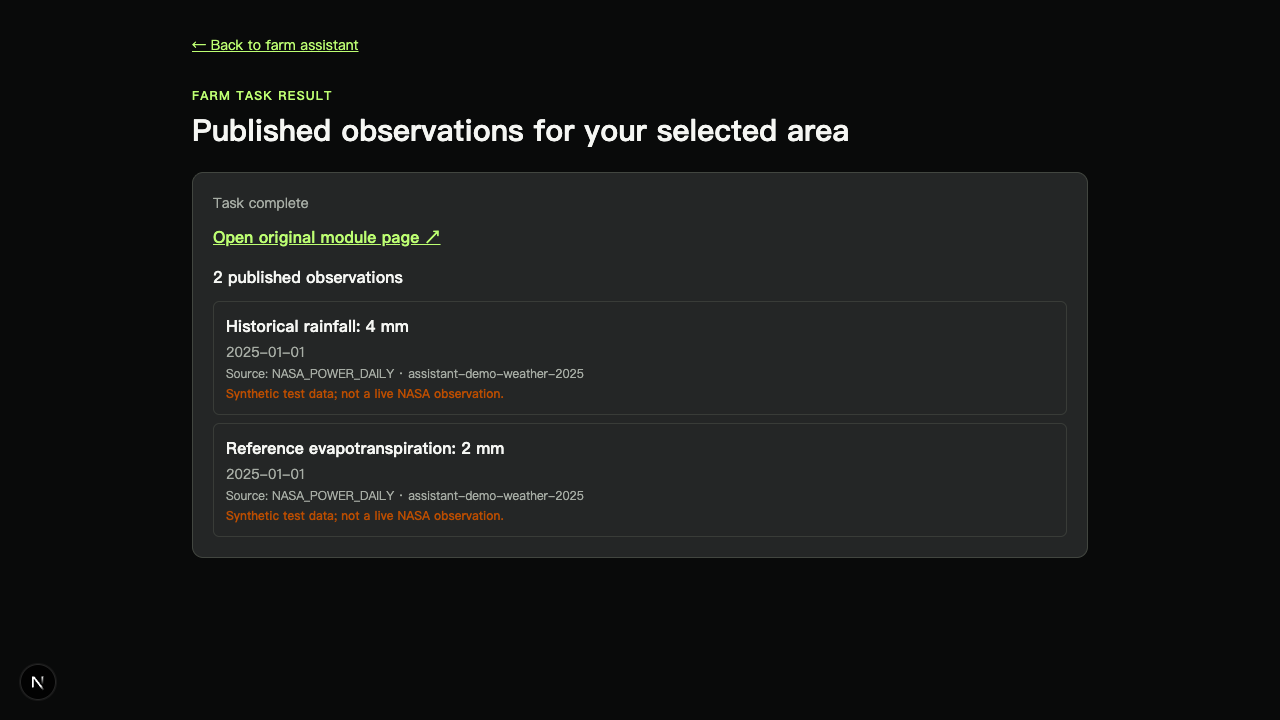 ← Back to farm assistant
FARM TASK RESULT
Published observations for your selected area
Task complete
Open original module page ↗
2 published observations
Historical rainfall: 4 mm
2025-01-01
Source: NASA_POWER_DAILY · assistant-demo-weather-2025
Synthetic test data; not a live NASA observation.
Reference evapotranspiration: 2 mm
2025-01-01
Source: NASA_POWER_DAILY · assistant-demo-weather-2025
Synthetic test data; not a live NASA observation.
N